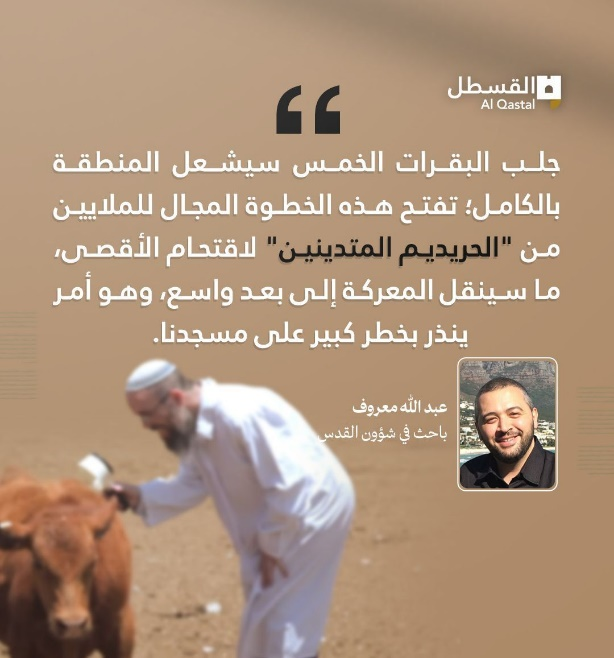 القسطل
Al Qastal
جلب البقرات الخمس سيشعل المنطقة
بالكامل؛ تفتح هذه الخطوة المجال للملايين
من "الحريديم المتدينين" لاقتحام الأقصى،
ما سينقل المعركة إلى بعد واسع، وهو أمر
ينذر بخطر كبير على مسجدنا.
عبد الله معروف
باحث في شؤون القدس